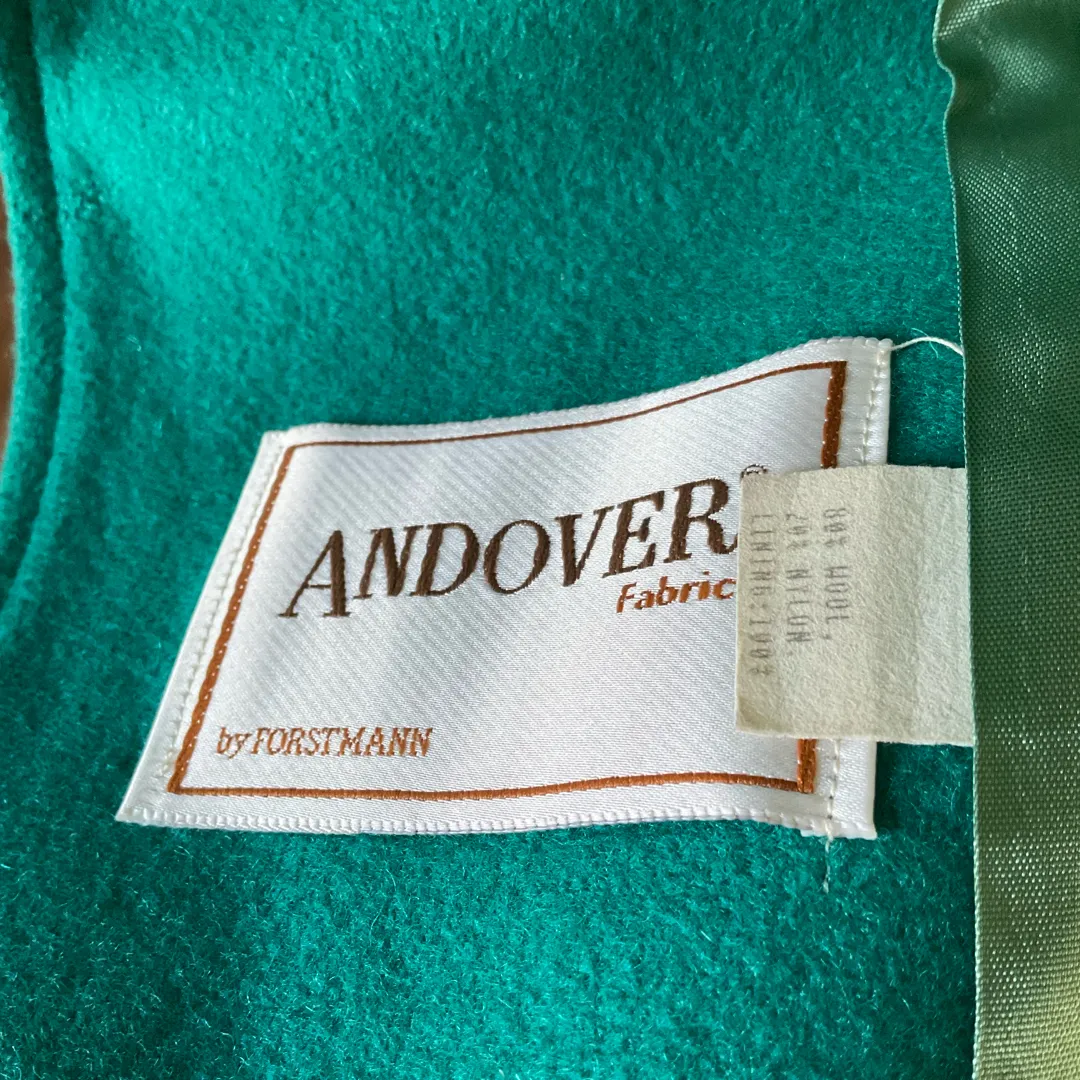 ANDOVER®
Fabric
by FORSTMANN
80% WOOL,
20% NYLON
LINING:100%